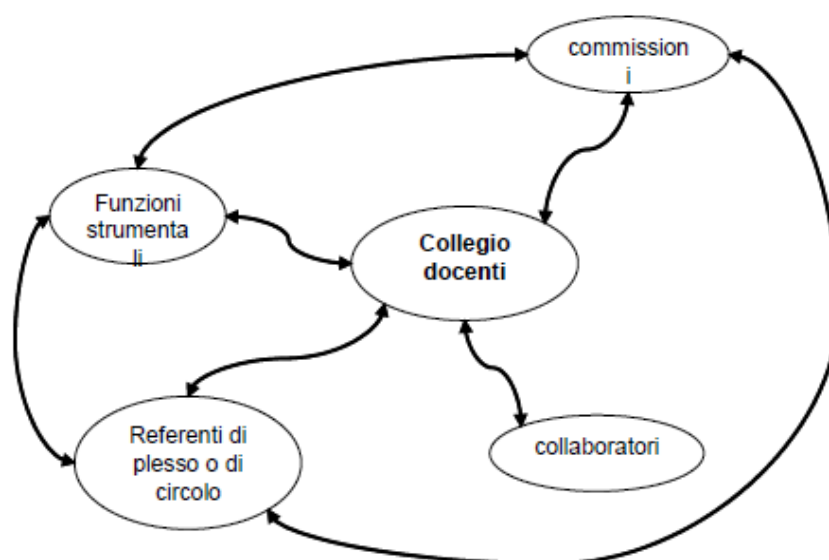 commission
i
Funzioni
strumenta
li
Collegio
docenti
Referenti di
plesso o di
circolo
collaboratori